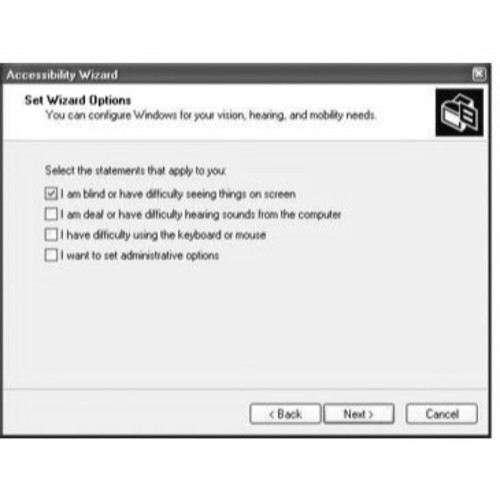 Accessibility Wizard
Set Wizard Options
You can configure Windows for your vision, hearing, and mobility needs.
Select the statements that apply to you:
I am blind or have difficulty seeing things on screen
I am deaf or have difficulty hearing sounds from the computer
I have difficulty using the keyboard or mouse
I want to set administrative options
< Back
Next >
Cancel